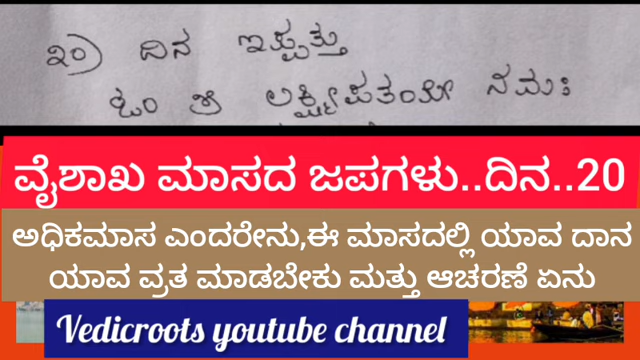 ೨೦) ದಿನ ಇಪ್ಪತ್ತು
ಓಂ ಶ್ರೀ ಲಕ್ಷ್ಮೀಪತಯೇ ನಮಃ
ವೈಶಾಖ ಮಾಸದ ಜಪಗಳು..ದಿನ..20
ಅಧಿಕಮಾಸ ಎಂದರೇನು,ಈ ಮಾಸದಲ್ಲಿ ಯಾವ ದಾನ
ಯಾವ ವ್ರತ ಮಾಡಬೇಕು ಮತ್ತು ಆಚರಣೆ ಏನು
Vedicroots youtube channel